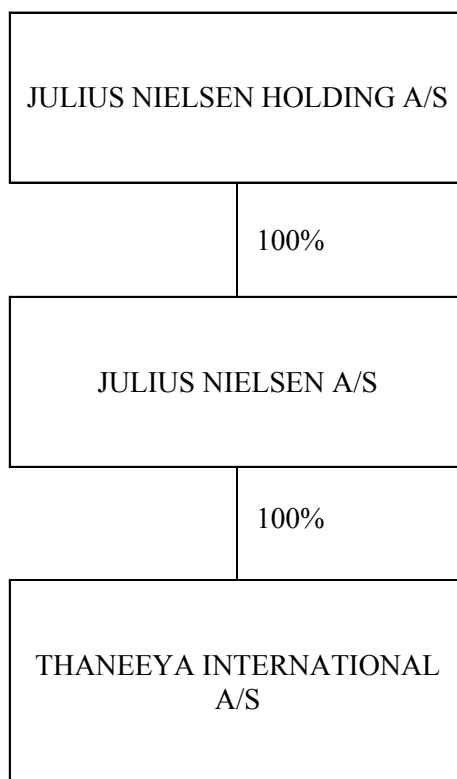 JULIUS NIELSEN HOLDING A/S
100%
JULIUS NIELSEN A/S
100%
THANEEYA INTERNATIONAL
A/S